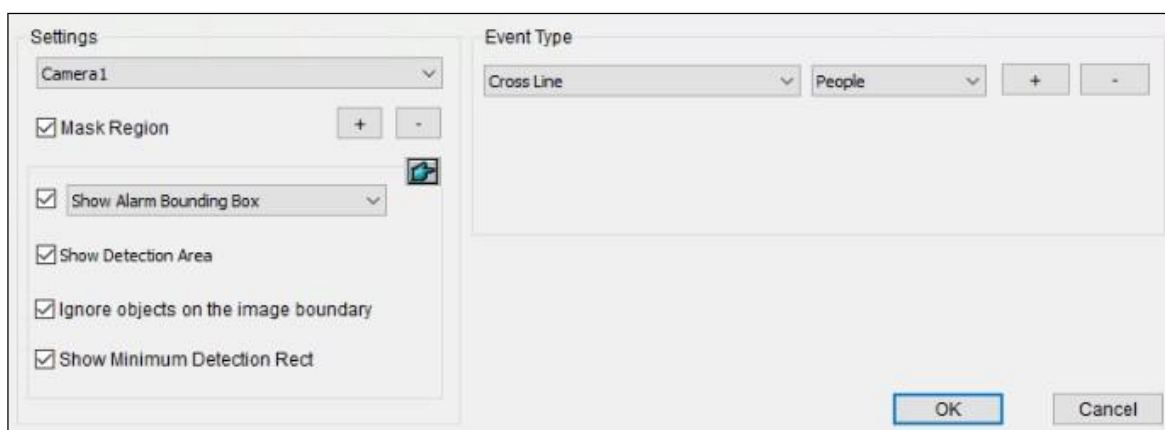 Settings
Camera1
Mask Region
+
-
Show Alarm Bounding Box
Show Detection Area
Ignore objects on the image boundary
Show Minimum Detection Rect
Event Type
Cross Line
People
+
-
OK
Cancel